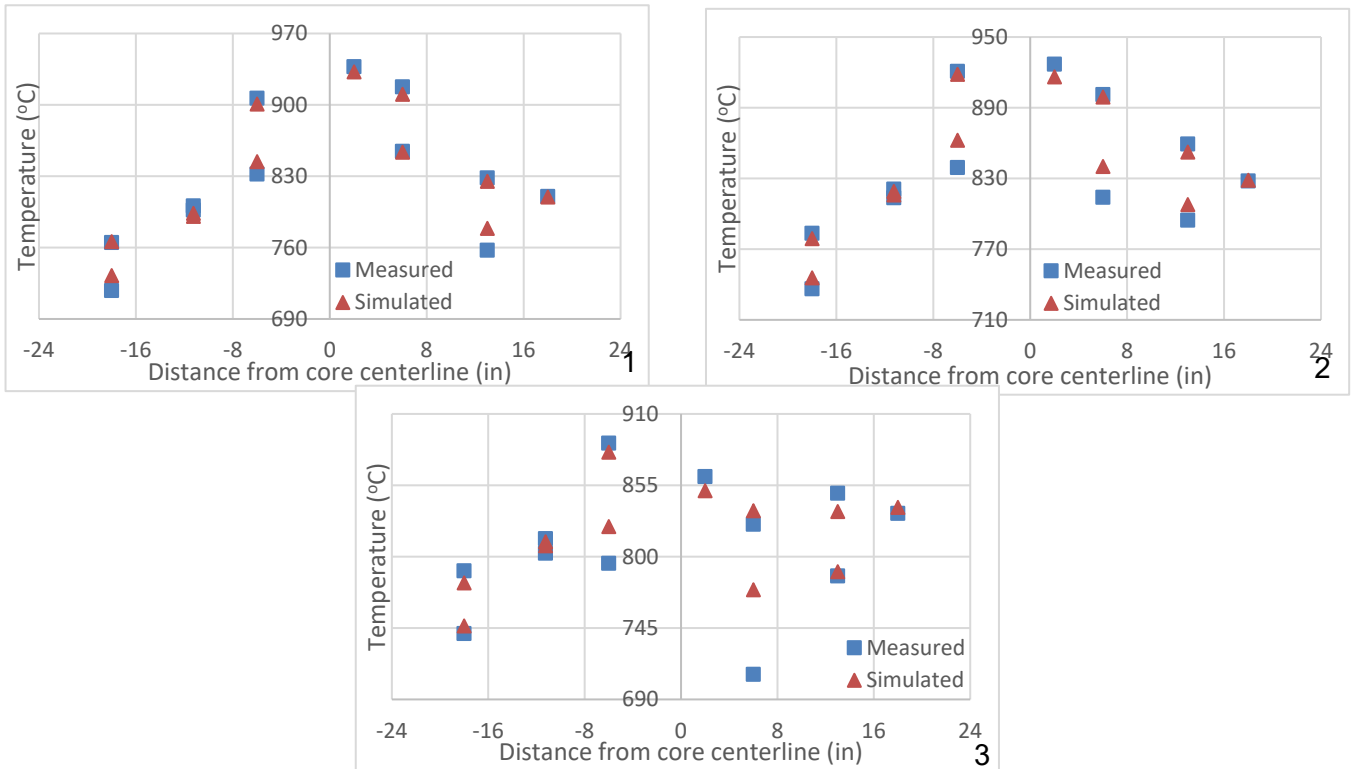 970
900
830
760
690
-24 -16 -8 0 8 16 24
Temperature (ºC)
Distance from core centerline (in)
Measured
Simulated
1
950
890
830
770
710
-24 -16 -8 0 8 16 24
Temperature (ºC)
Distance from core centerline (in)
Measured
Simulated
2
910
855
800
745
690
-24 -16 -8 0 8 16 24
Temperature (ºC)
Distance from core centerline (in)
Measured
Simulated
3